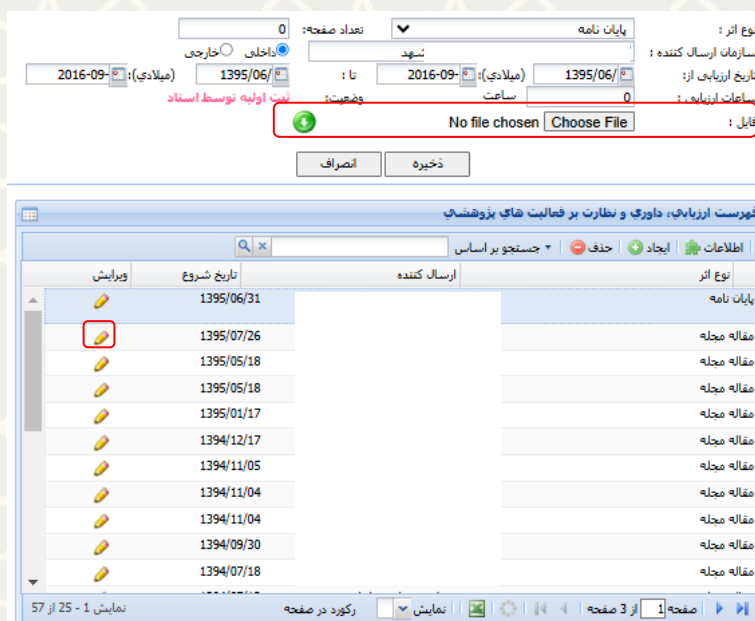 نوع اثر : پایان نامه تعداد صفحه: 0
سازمان ارسال کننده : داخلی خارجی
تاریخ ارزیابی از: 1395/06/ (میلادی): 2016-09- تا : 1395/06/ (میلادی): 2016-09-
ساعات ارزیابی : 0 ساعت وضعیت: ثبت اولیه توسط استاد
فایل : Choose File No file chosen
ذخیره انصراف
فهرست ارزیابي، داوري و نظارت بر فعالیت هاي پژوهشي
اطلاعات ایجاد حذف جستجو بر اساس
نوع اثر ارسال کننده تاریخ شروع ویرایش
پایان نامه 1395/06/31
مقاله مجله 1395/07/26
مقاله مجله 1395/05/18
مقاله مجله 1395/05/18
مقاله مجله 1395/01/17
مقاله مجله 1394/12/17
مقاله مجله 1394/11/05
مقاله مجله 1394/11/04
مقاله مجله 1394/11/04
مقاله مجله 1394/09/30
مقاله مجله 1394/07/18
صفحه 1 از 3 صفحه نمایش رکورد در صفحه نمایش 1 - 25 از 57